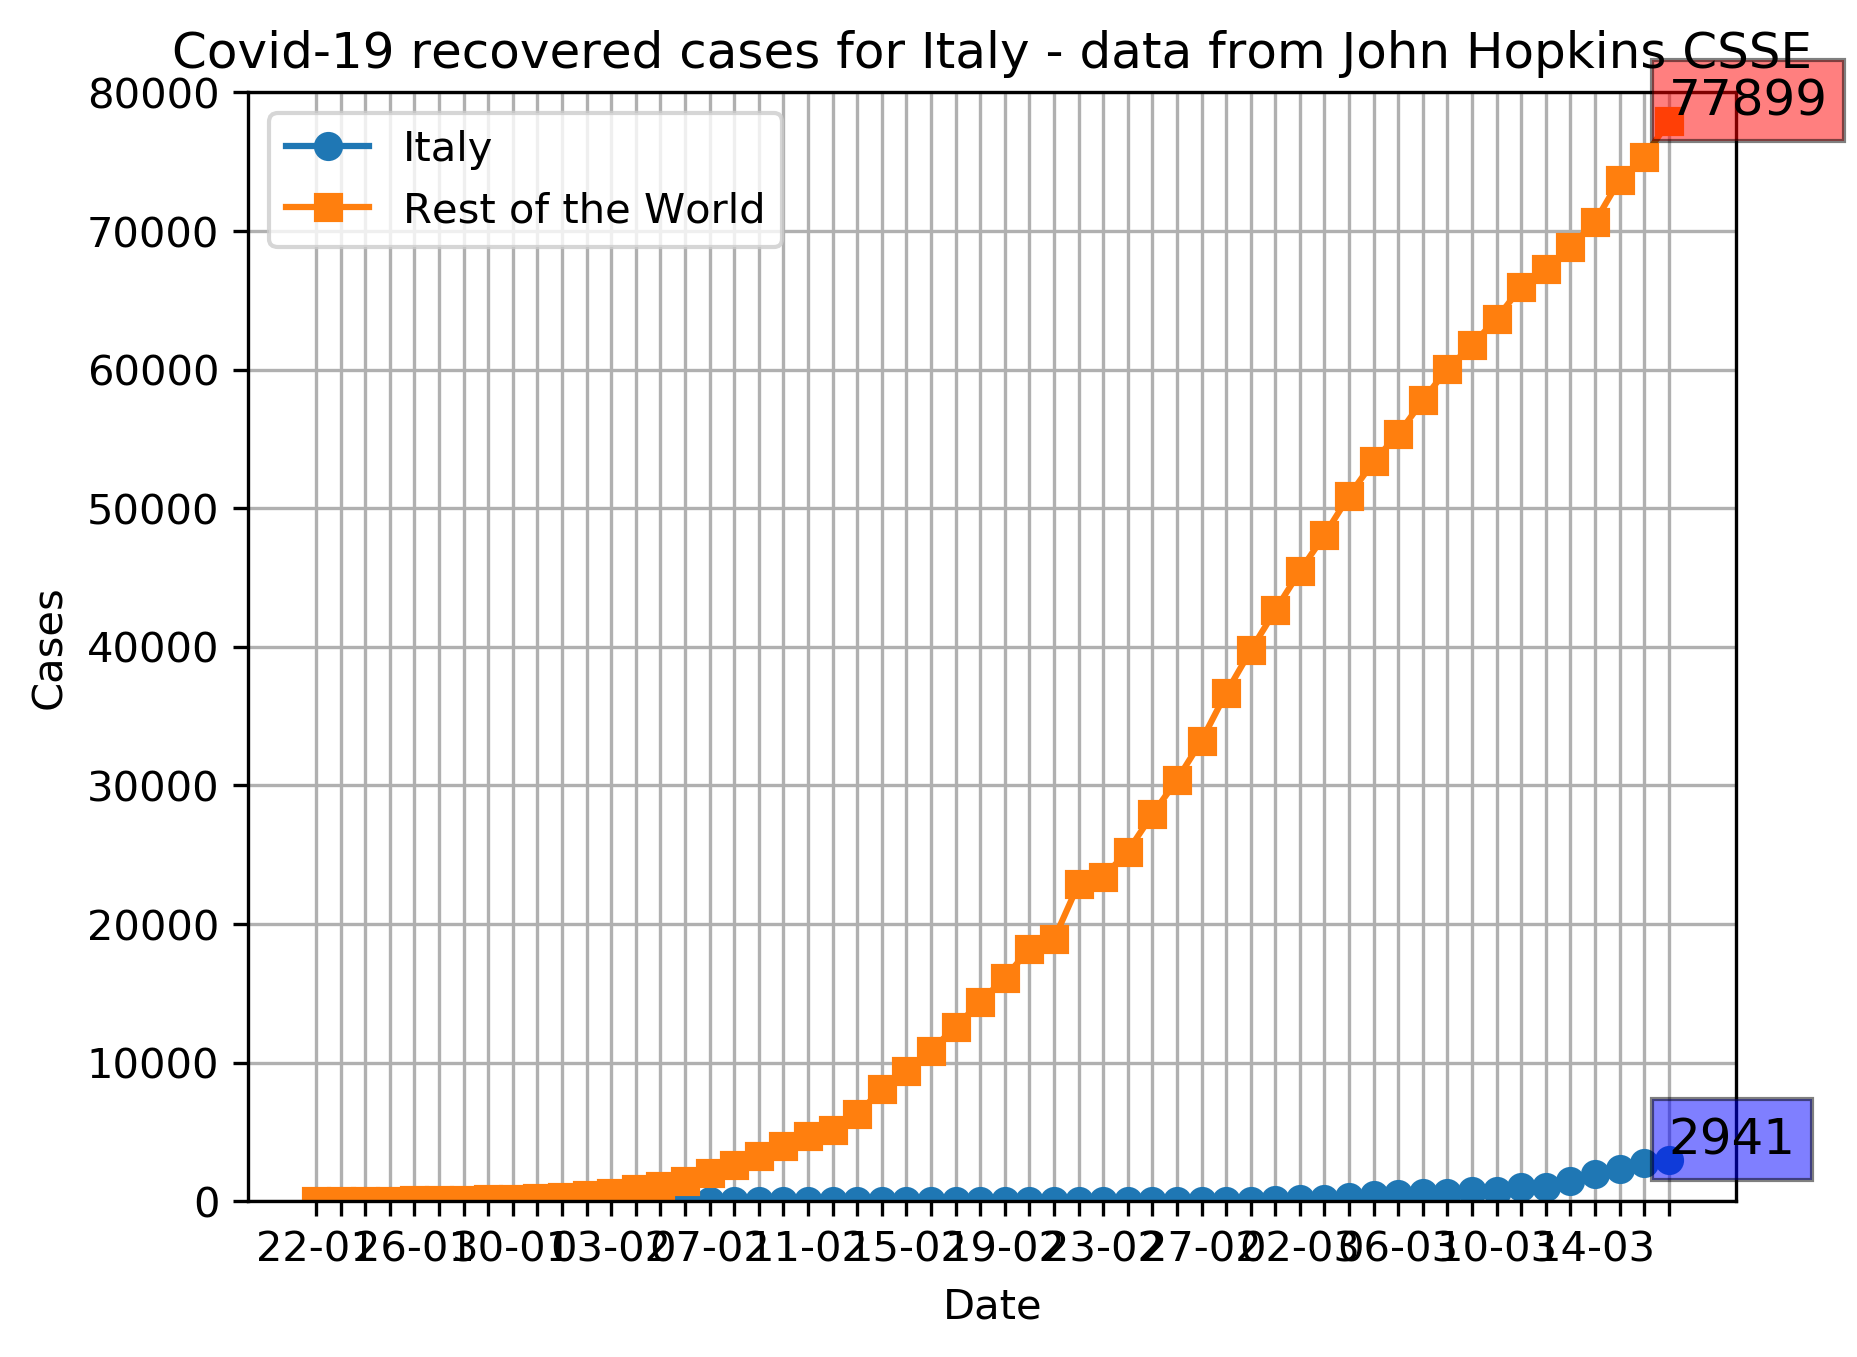 Covid-19 recovered cases for Italy - data from John Hopkins CSSE
77899
80000
Italy
Rest of the World
70000
60000
50000
40000
30000
20000
10000
0
Cases
2941
22-01 26-01 30-01 03-02 07-02 11-02 15-02 19-02 23-02 27-02 02-03 06-03 10-03 14-03
Date